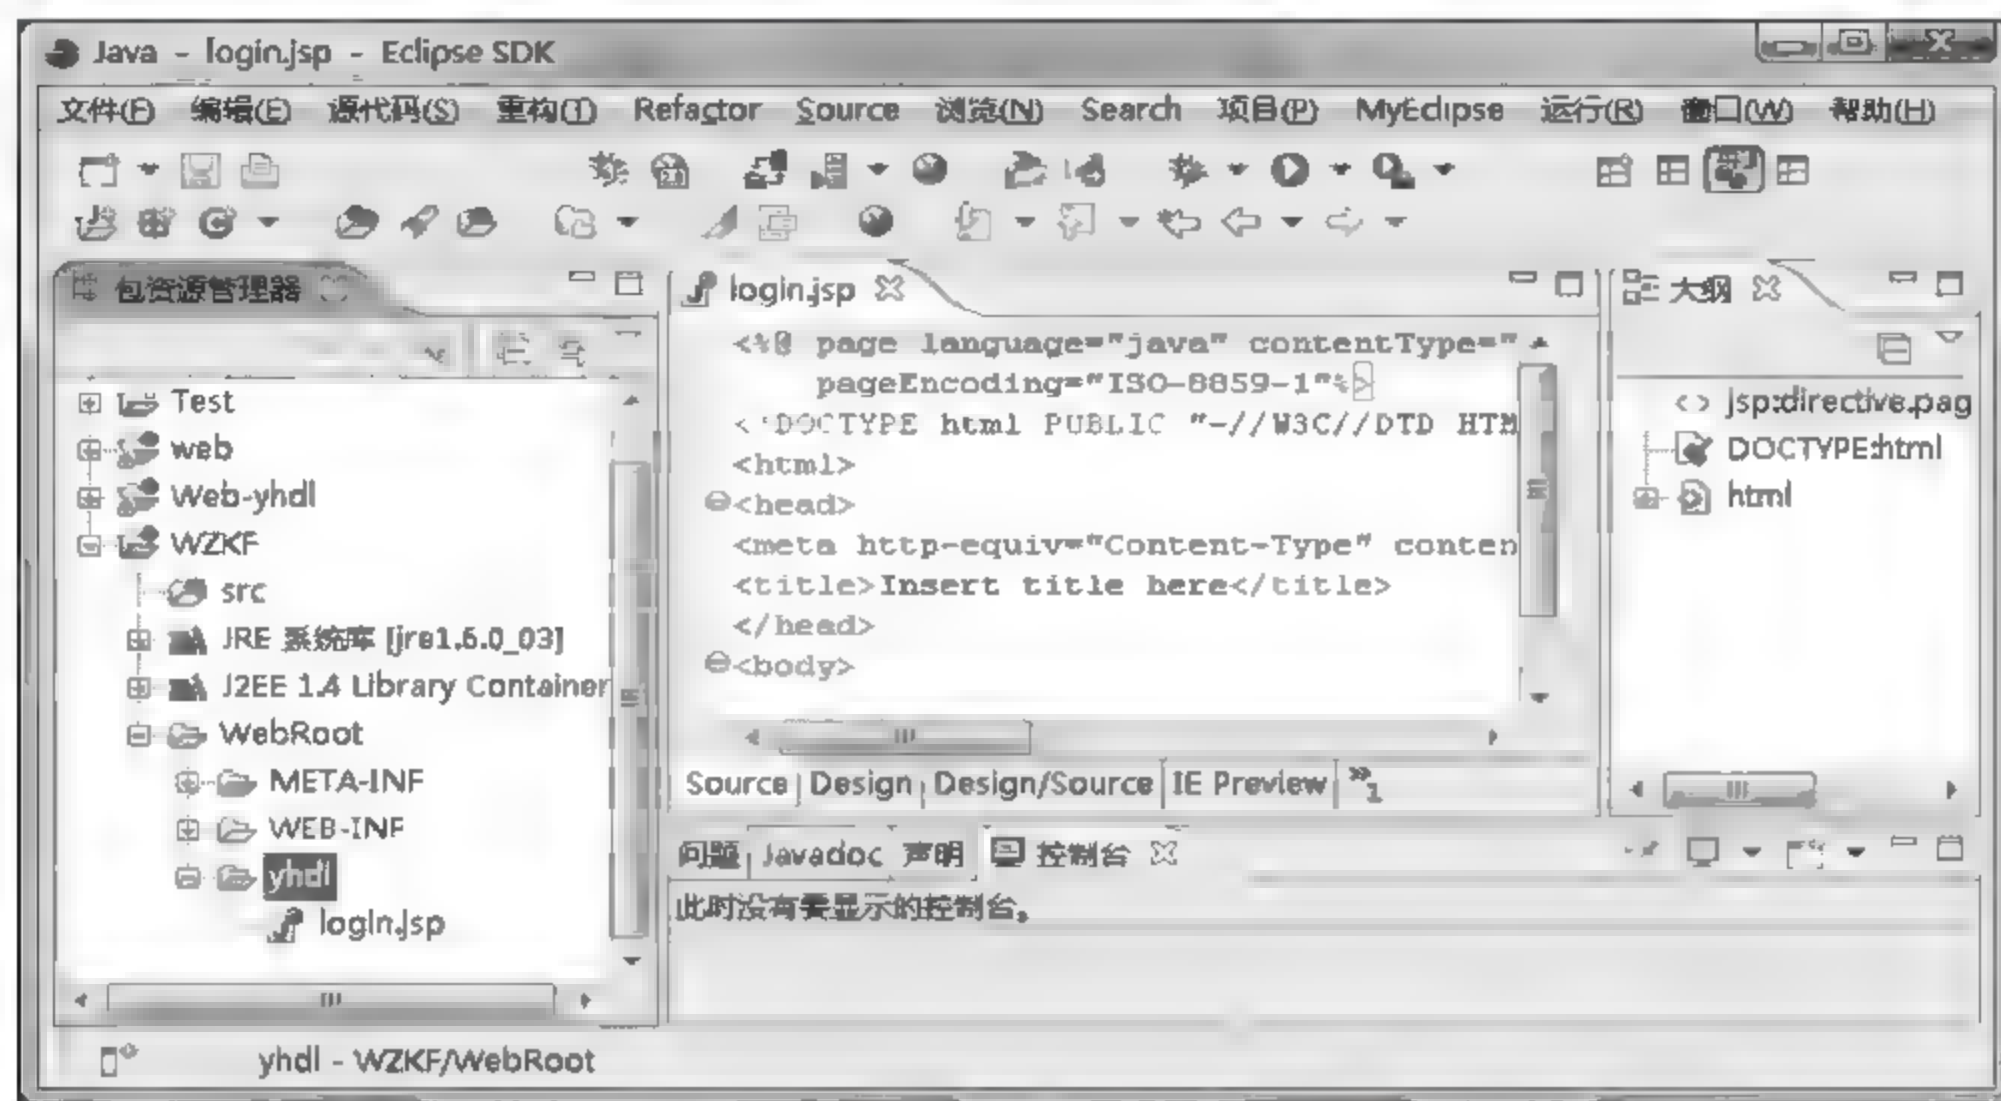 Java - login.jsp - Eclipse SDK
文件(F) 编辑(E) 源代码(S) 重构(T) Refactor Source 浏览(N) Search 项目(P) MyEclipse 运行(R) 窗口(W) 帮助(H)
包资源管理器
Test
web
Web-yhdl
WZKF
src
JRE 系统库 [jre1.6.0_03]
J2EE 1.4 Library Container
WebRoot
META-INF
WEB-INF
yhdl
login.jsp
login.jsp
<%@ page language="java" contentType="
pageEncoding="ISO-8859-1"%>
<!DOCTYPE html PUBLIC "-//W3C//DTD HTM
<html>
<head>
<meta http-equiv="Content-Type" conten
<title>Insert title here</title>
</head>
<body>
Source Design Design/Source IE Preview »1
大纲
jsp:directive.pag
DOCTYPE:html
html
问题 Javadoc 声明 控制台
此时没有要显示的控制台。
yhdl - WZKF/WebRoot